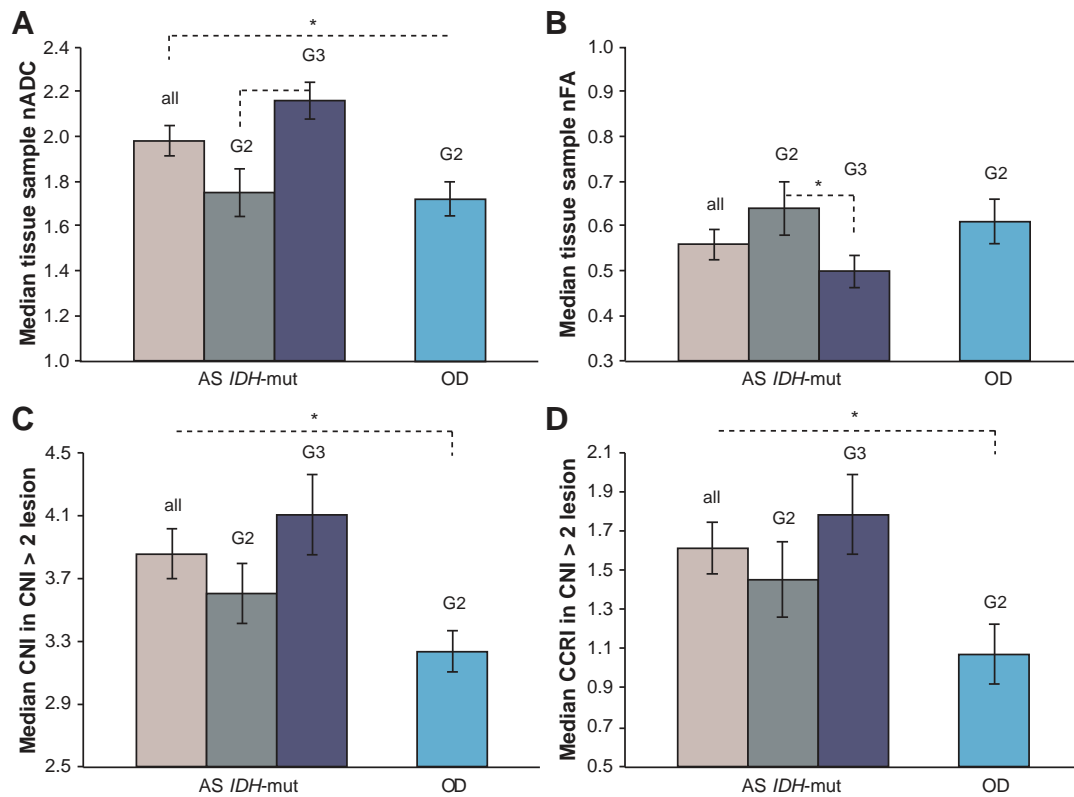 A
Median tissue sample nADC
2.4
2.2
2.0
1.8
1.6
1.4
1.2
1.0
*
all
G2
G3
G2
AS IDH-mut
OD
B
Median tissue sample nFA
1.0
0.9
0.8
0.7
0.6
0.5
0.4
0.3
all
G2
*
G3
G2
AS IDH-mut
OD
C
Median CNI in CNI > 2 lesion
4.5
4.1
3.7
3.3
2.9
2.5
*
all
G2
G3
G2
AS IDH-mut
OD
D
Median CCRI in CNI > 2 lesion
2.1
1.9
1.7
1.5
1.3
1.1
0.9
0.7
0.5
*
all
G2
G3
G2
AS IDH-mut
OD